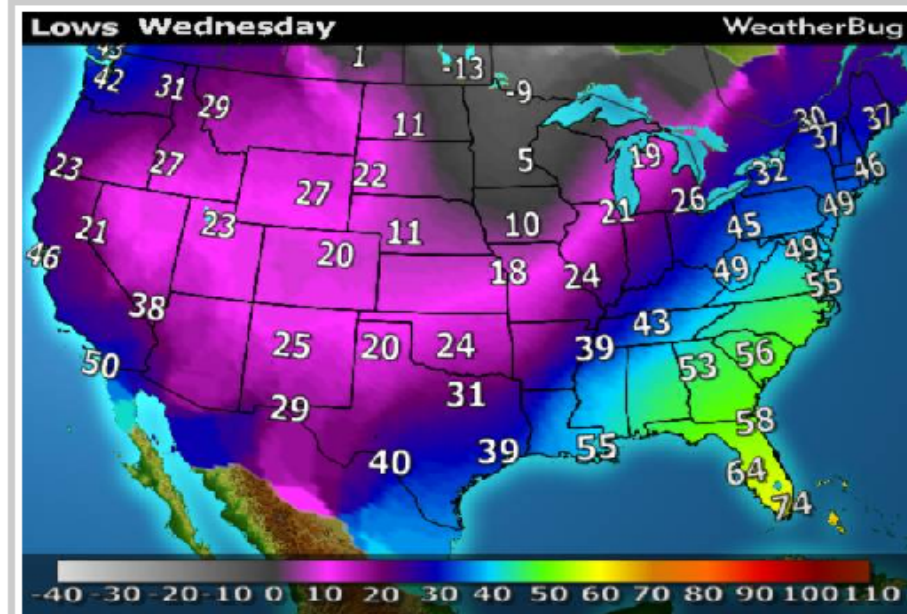 Lows Wednesday WeatherBug
43 1 -13
42 31 29 -9
11 30 37 37
23 27 22 5 19 32 46
27 21 26 49
21 23 11 10 45
46 20 18 24 49 49
38 43 55
25 20 24 39 53 56
50 31
29 58
40 39 55 64
74
-40 -30 -20 -10 0 10 20 30 40 50 60 70 80 90 100 110